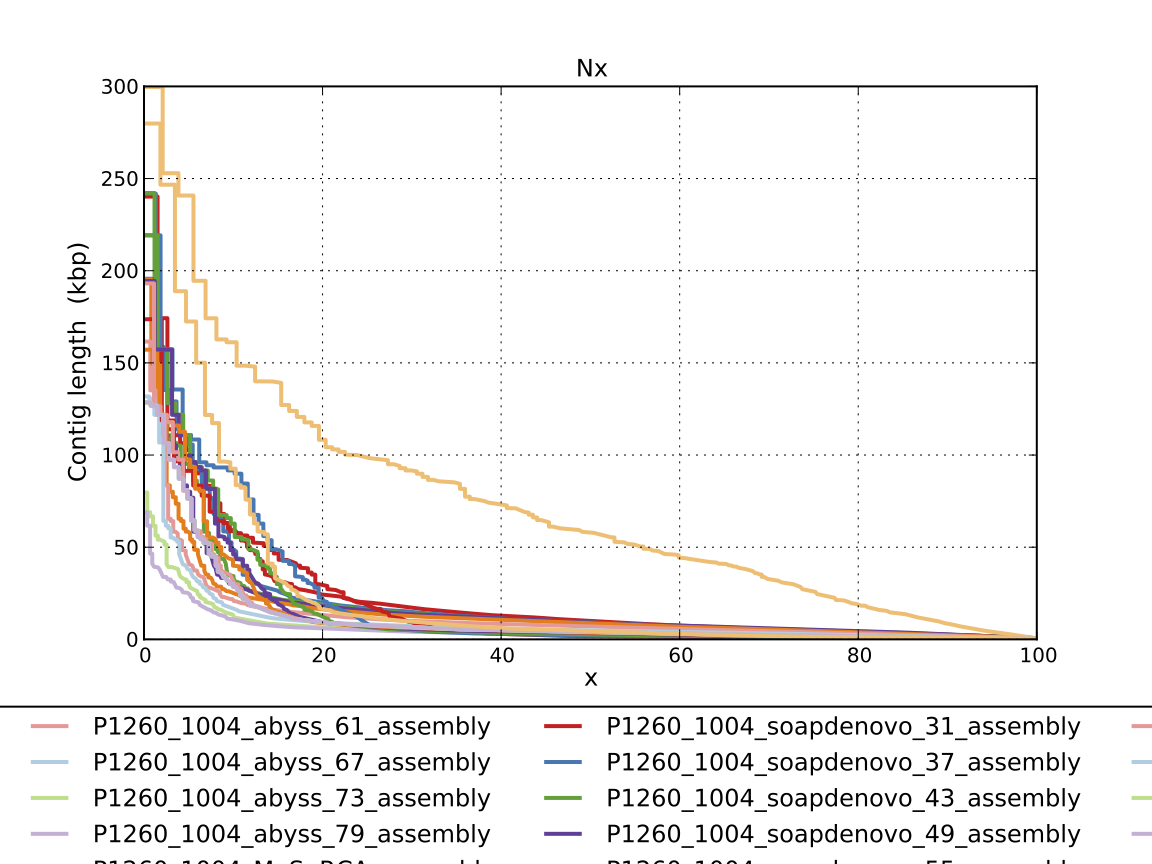 Nx
300
250
200
150
100
50
0
Contig length (kbp)
0 20 40 60 80 100
x
P1260_1004_abyss_61_assembly P1260_1004_soapdenovo_31_assembly
P1260_1004_abyss_67_assembly P1260_1004_soapdenovo_37_assembly
P1260_1004_abyss_73_assembly P1260_1004_soapdenovo_43_assembly
P1260_1004_abyss_79_assembly P1260_1004_soapdenovo_49_assembly